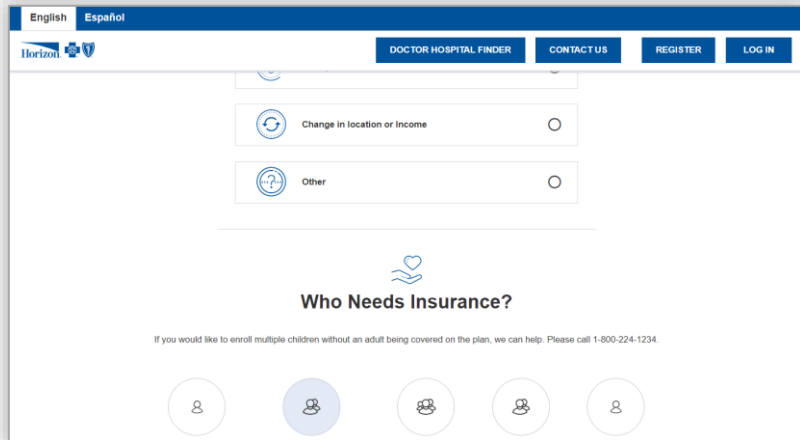 English Español
Horizon DOCTOR HOSPITAL FINDER CONTACT US REGISTER LOG IN
Change in location or Income
Other
Who Needs Insurance?
If you would like to enroll multiple children without an adult being covered on the plan, we can help. Please call 1-800-224-1234.